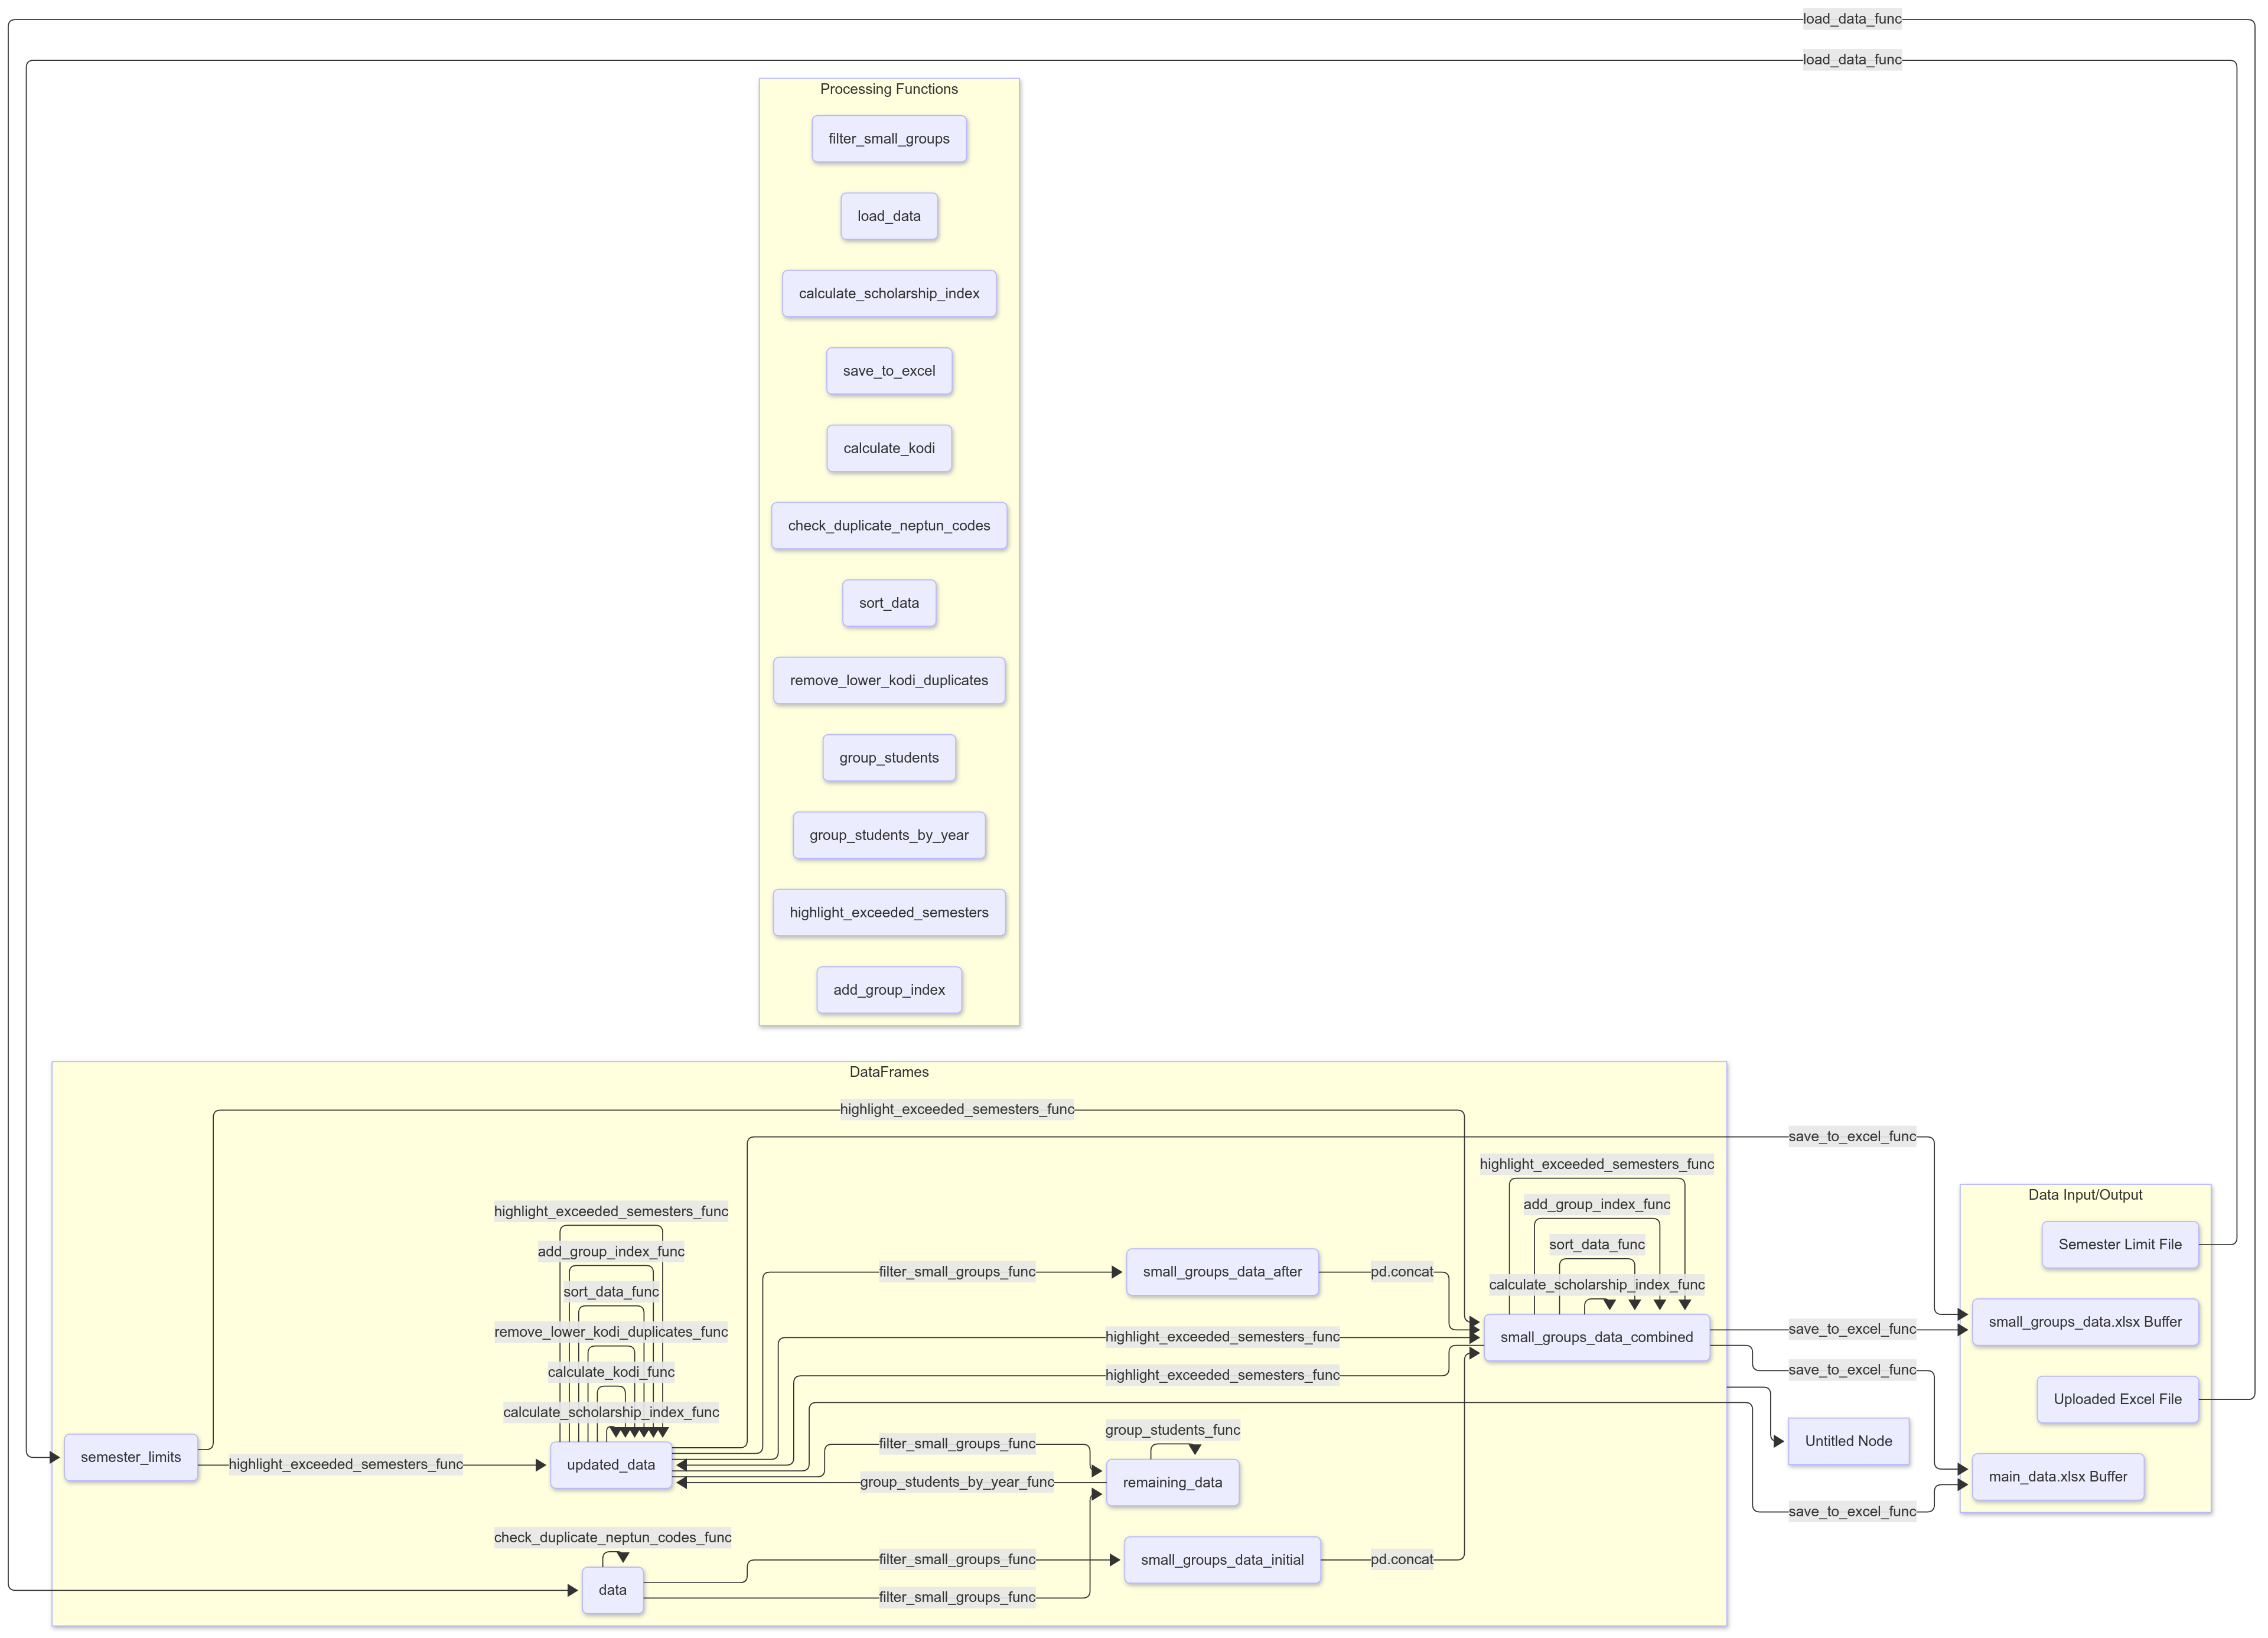 load_data_func
load_data_func
Processing Functions
filter_small_groups
load_data
calculate_scholarship_index
save_to_excel
calculate_kodi
check_duplicate_neptun_codes
sort_data
remove_lower_kodi_duplicates
group_students
group_students_by_year
highlight_exceeded_semesters
add_group_index
DataFrames
highlight_exceeded_semesters_func
save_to_excel_func
highlight_exceeded_semesters_func
add_group_index_func
sort_data_func
calculate_scholarship_index_func
highlight_exceeded_semesters_func
add_group_index_func
sort_data_func
remove_lower_kodi_duplicates_func
calculate_kodi_func
calculate_scholarship_index_func
filter_small_groups_func
small_groups_data_after
pd.concat
highlight_exceeded_semesters_func
small_groups_data_combined
highlight_exceeded_semesters_func
save_to_excel_func
save_to_excel_func
semester_limits
highlight_exceeded_semesters_func
updated_data
filter_small_groups_func
group_students_by_year_func
group_students_func
remaining_data
Untitled Node
save_to_excel_func
check_duplicate_neptun_codes_func
data
filter_small_groups_func
filter_small_groups_func
small_groups_data_initial
pd.concat
Data Input/Output
Semester Limit File
small_groups_data.xlsx Buffer
Uploaded Excel File
main_data.xlsx Buffer